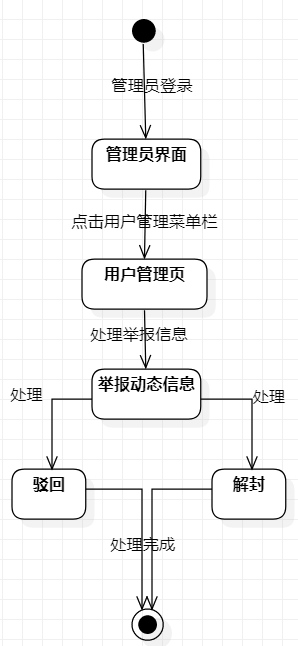 管理员登录
管理员界面
点击用户管理菜单栏
用户管理页
处理举报信息
举报动态信息
处理
处理
驳回
解封
处理完成